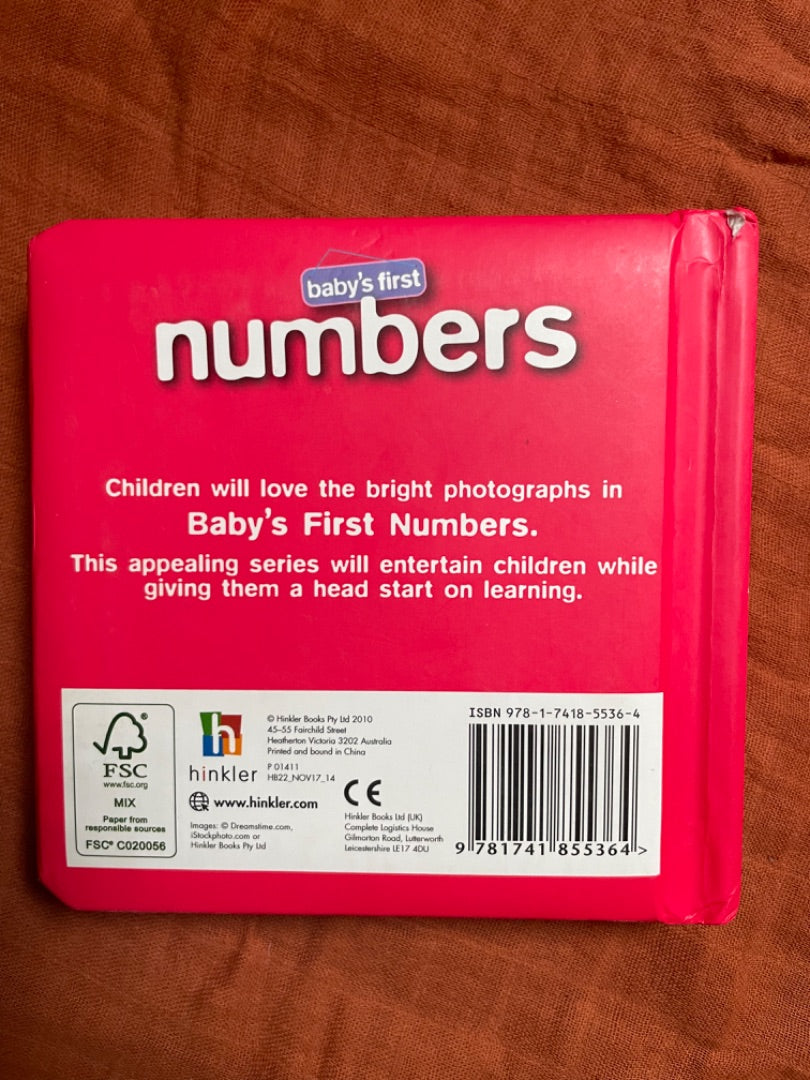 baby's first
numbers
Children will love the bright photographs in
Baby's First Numbers.
This appealing series will entertain children while
giving them a head start on learning.
FSC
www.fsc.org
MIX
Paper from
responsible sources
FSC® C020056
h
hinkler
www.hinkler.com
Images: © Dreamstime.com,
iStockphoto.com or
Hinkler Books Pty Ltd
© Hinkler Books Pty Ltd 2010
45–55 Fairchild Street
Heatherton Victoria 3202 Australia
Printed and bound in China
P 01411
HB22_NOV17_14
CE
Hinkler Books Ltd (UK)
Complete Logistics House
Gilmorton Road, Lutterworth
Leicestershire LE17 4DU
ISBN 978-1-7418-5536-4
9 781741 855364 >